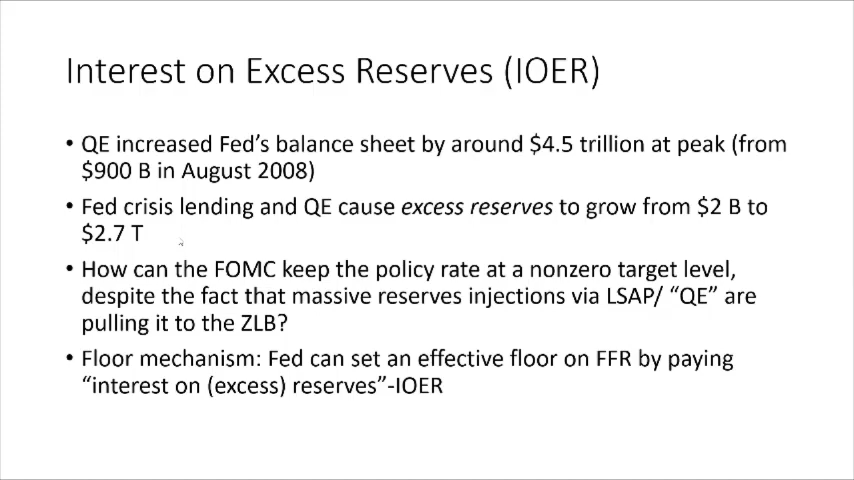 Interest on Excess Reserves (IOER)
• QE increased Fed's balance sheet by around $4.5 trillion at peak (from
$900 B in August 2008)
• Fed crisis lending and QE cause excess reserves to grow from $2 B to
$2.7 T
• How can the FOMC keep the policy rate at a nonzero target level,
despite the fact that massive reserves injections via LSAP/ “QE” are
pulling it to the ZLB?
• Floor mechanism: Fed can set an effective floor on FFR by paying
“interest on (excess) reserves”-IOER